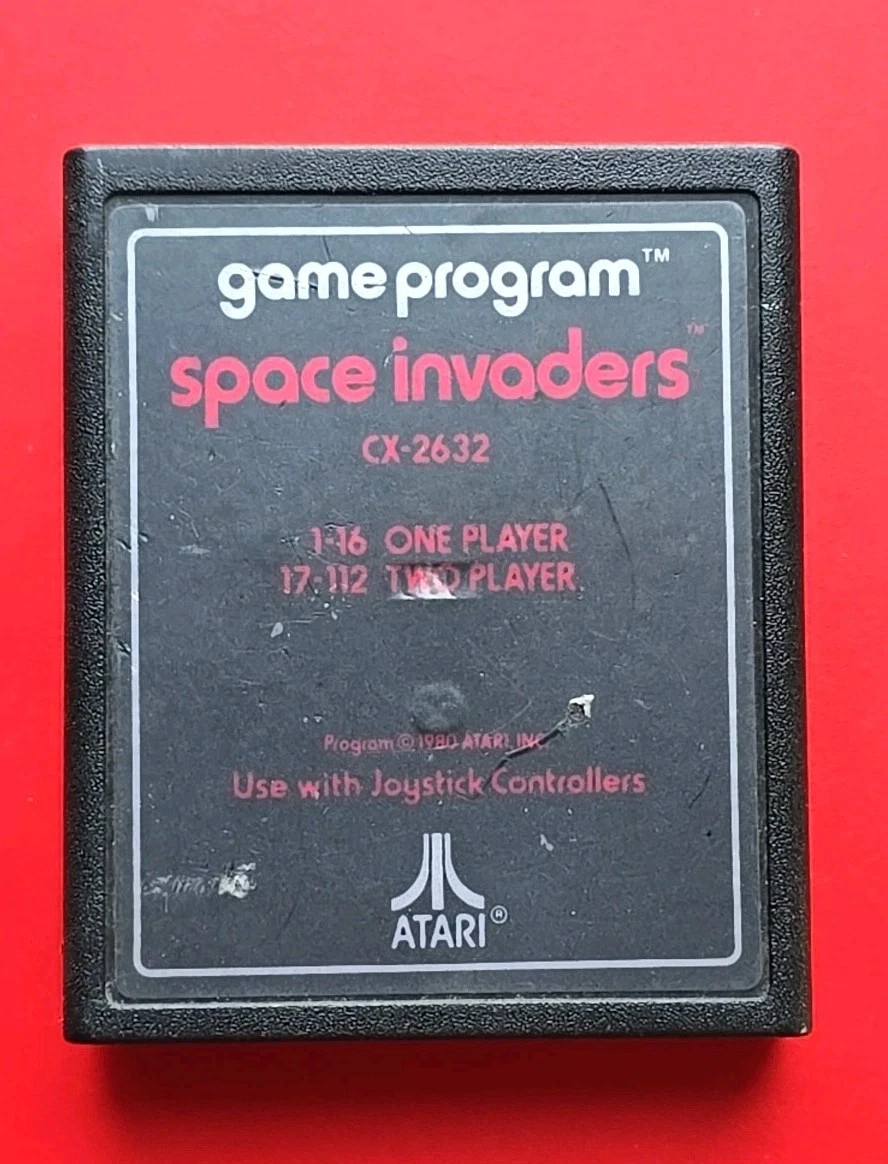 game program™
space invaders™
CX-2632
1-16 ONE PLAYER
17-112 TWO PLAYER
Program © 1980 ATARI, INC.
Use with Joystick Controllers
ATARI®